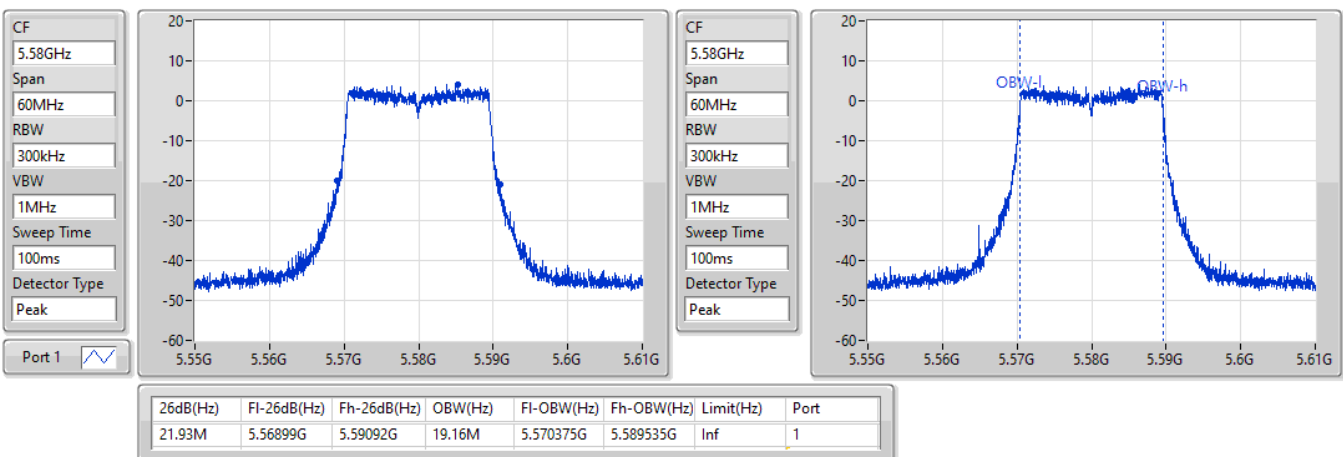 CF
5.58GHz
Span
60MHz
RBW
300kHz
VBW
1MHz
Sweep Time
100ms
Detector Type
Peak
Port 1
20
10
0
-10
-20
-30
-40
-50
-60
5.55G 5.56G 5.57G 5.58G 5.59G 5.6G 5.61G
CF
5.58GHz
Span
60MHz
RBW
300kHz
VBW
1MHz
Sweep Time
100ms
Detector Type
Peak
20
10
0
-10
-20
-30
-40
-50
-60
OBW-l OBW-h
5.55G 5.56G 5.57G 5.58G 5.59G 5.6G 5.61G
26dB(Hz) Fl-26dB(Hz) Fh-26dB(Hz) OBW(Hz) Fl-OBW(Hz) Fh-OBW(Hz) Limit(Hz) Port
21.93M 5.56899G 5.59092G 19.16M 5.570375G 5.589535G Inf 1